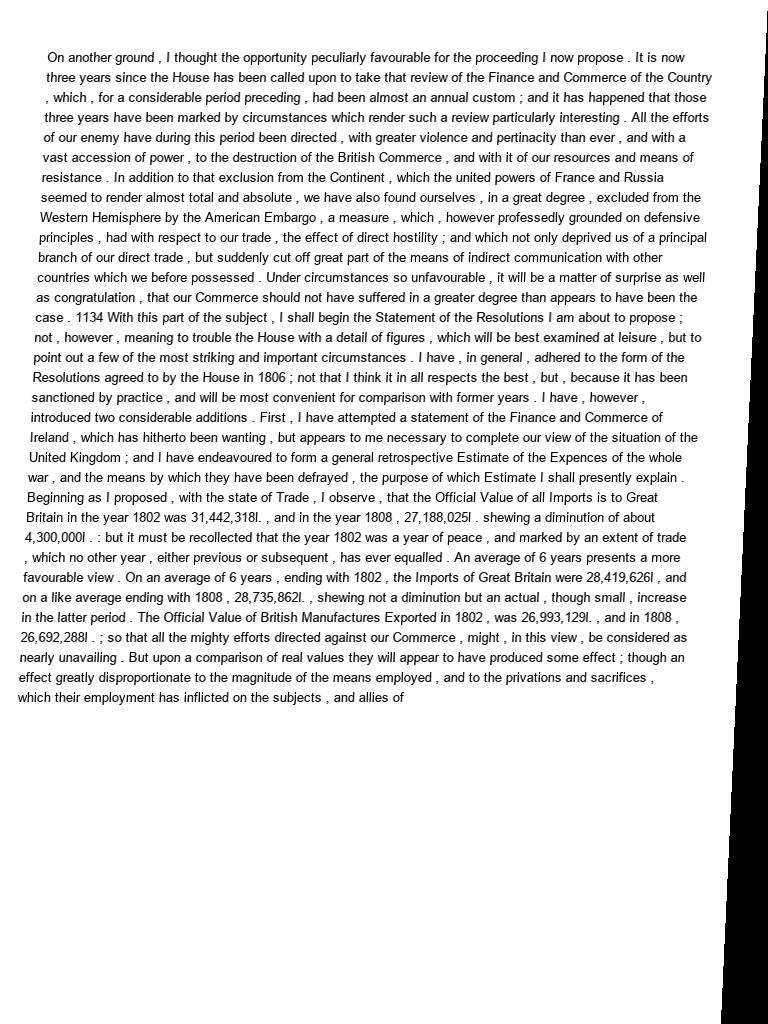 On another ground , I thought the opportunity peculiarly favourable for the proceeding I now propose . It is now
three years since the House has been called upon to take that review of the Finance and Commerce of the Country
, which , for a considerable period preceding , had been almost an annual custom ; and it has happened that those
three years have been marked by circumstances which render such a review particularly interesting . All the efforts
of our enemy have during this period been directed , with greater violence and pertinacity than ever , and with a
vast accession of power , to the destruction of the British Commerce , and with it of our resources and means of
resistance . In addition to that exclusion from the Continent , which the united powers of France and Russia
seemed to render almost total and absolute , we have also found ourselves , in a great degree , excluded from the
Western Hemisphere by the American Embargo , a measure , which , however professedly grounded on defensive
principles , had with respect to our trade , the effect of direct hostility ; and which not only deprived us of a principal
branch of our direct trade , but suddenly cut off great part of the means of indirect communication with other
countries which we before possessed . Under circumstances so unfavourable , it will be a matter of surprise as well
as congratulation , that our Commerce should not have suffered in a greater degree than appears to have been the
case . 1134 With this part of the subject , I shall begin the Statement of the Resolutions I am about to propose ;
not , however , meaning to trouble the House with a detail of figures , which will be best examined at leisure , but to
point out a few of the most striking and important circumstances . I have , in general , adhered to the form of the
Resolutions agreed to by the House in 1806 ; not that I think it in all respects the best , but , because it has been
sanctioned by practice , and will be most convenient for comparison with former years . I have , however ,
introduced two considerable additions . First , I have attempted a statement of the Finance and Commerce of
Ireland , which has hitherto been wanting , but appears to me necessary to complete our view of the situation of the
United Kingdom ; and I have endeavoured to form a general retrospective Estimate of the Expences of the whole
war , and the means by which they have been defrayed , the purpose of which Estimate I shall presently explain .
Beginning as I proposed , with the state of Trade , I observe , that the Official Value of all Imports is to Great
Britain in the year 1802 was 31,442,318l. , and in the year 1808 , 27,188,025l . shewing a diminution of about
4,300,000l . : but it must be recollected that the year 1802 was a year of peace , and marked by an extent of trade
, which no other year , either previous or subsequent , has ever equalled . An average of 6 years presents a more
favourable view . On an average of 6 years , ending with 1802 , the Imports of Great Britain were 28,419,626l , and
on a like average ending with 1808 , 28,735,862l. , shewing not a diminution but an actual , though small , increase
in the latter period . The Official Value of British Manufactures Exported in 1802 , was 26,993,129l. , and in 1808 ,
26,692,288l . ; so that all the mighty efforts directed against our Commerce , might , in this view , be considered as
nearly unavailing . But upon a comparison of real values they will appear to have produced some effect ; though an
effect greatly disproportionate to the magnitude of the means employed , and to the privations and sacrifices ,
which their employment has inflicted on the subjects , and allies of